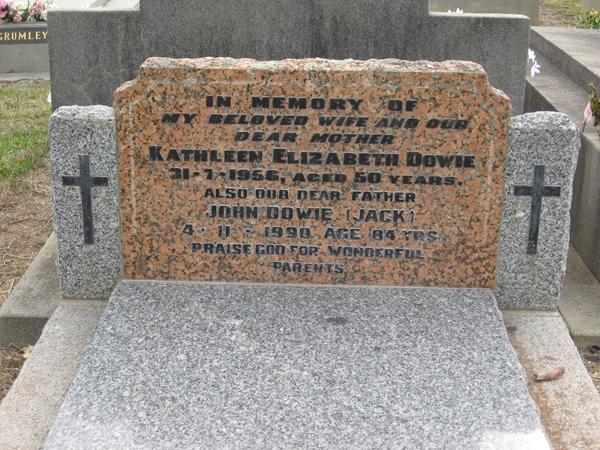 GRUMLEY
IN MEMORY OF
MY BELOVED WIFE AND OUR
DEAR MOTHER
KATHLEEN ELIZABETH DOWIE
31-7-1956, AGED 50 YEARS.
ALSO OUR DEAR FATHER
JOHN DOWIE (JACK)
4-11-1990 AGE 84 YRS
PRAISE GOD FOR WONDERFUL
PARENTS